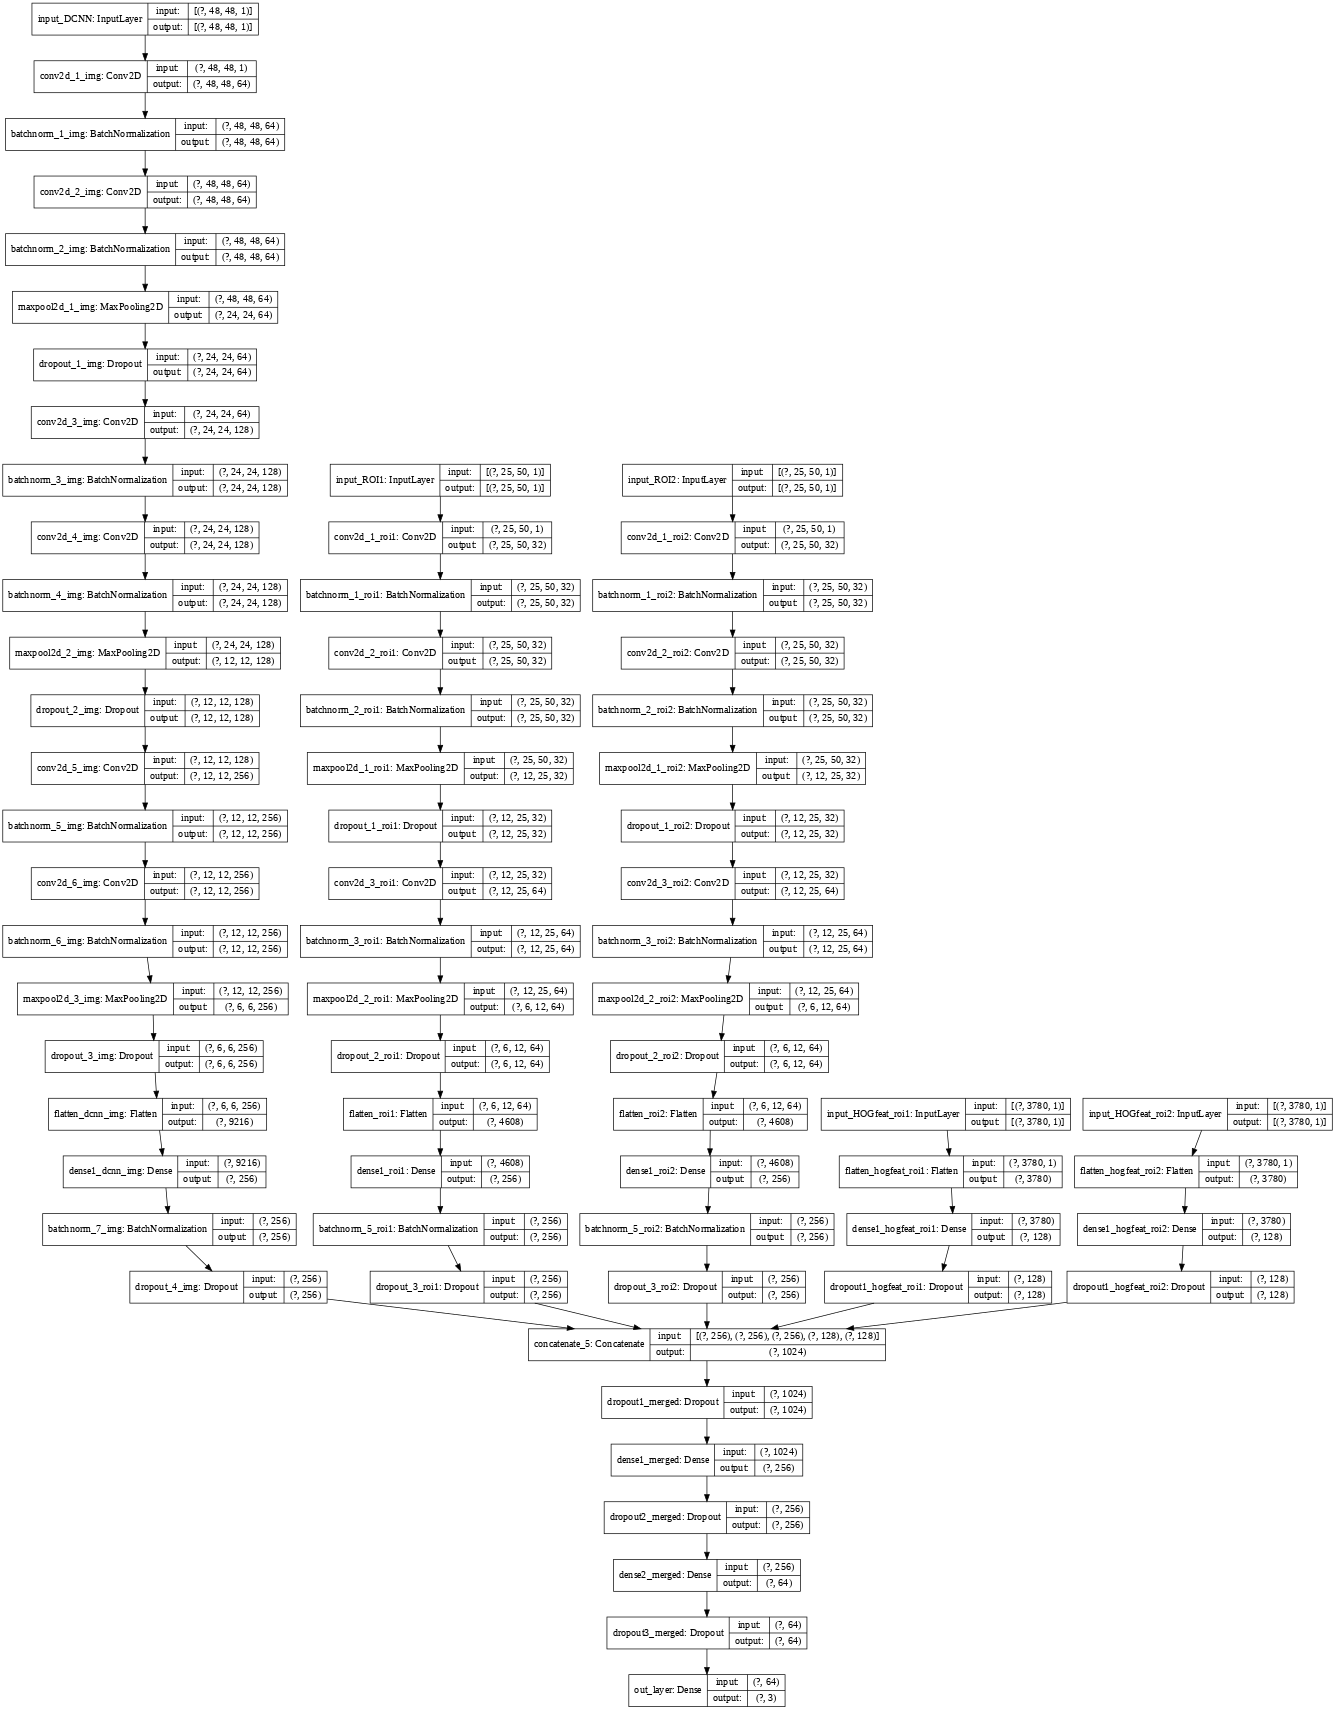 input_DCNN: InputLayer
input: [(?, 48, 48, 1)]
output: [(?, 48, 48, 1)]
conv2d_1_img: Conv2D
input: (?, 48, 48, 1)
output: (?, 48, 48, 64)
batchnorm_1_img: BatchNormalization
input: (?, 48, 48, 64)
output: (?, 48, 48, 64)
conv2d_2_img: Conv2D
input: (?, 48, 48, 64)
output: (?, 48, 48, 64)
batchnorm_2_img: BatchNormalization
input: (?, 48, 48, 64)
output: (?, 48, 48, 64)
maxpool2d_1_img: MaxPooling2D
input: (?, 48, 48, 64)
output: (?, 24, 24, 64)
dropout_1_img: Dropout
input: (?, 24, 24, 64)
output: (?, 24, 24, 64)
conv2d_3_img: Conv2D
input: (?, 24, 24, 64)
output: (?, 24, 24, 128)
batchnorm_3_img: BatchNormalization
input: (?, 24, 24, 128)
output: (?, 24, 24, 128)
conv2d_4_img: Conv2D
input: (?, 24, 24, 128)
output: (?, 24, 24, 128)
batchnorm_4_img: BatchNormalization
input: (?, 24, 24, 128)
output: (?, 24, 24, 128)
maxpool2d_2_img: MaxPooling2D
input: (?, 24, 24, 128)
output: (?, 12, 12, 128)
dropout_2_img: Dropout
input: (?, 12, 12, 128)
output: (?, 12, 12, 128)
conv2d_5_img: Conv2D
input: (?, 12, 12, 128)
output: (?, 12, 12, 256)
batchnorm_5_img: BatchNormalization
input: (?, 12, 12, 256)
output: (?, 12, 12, 256)
conv2d_6_img: Conv2D
input: (?, 12, 12, 256)
output: (?, 12, 12, 256)
batchnorm_6_img: BatchNormalization
input: (?, 12, 12, 256)
output: (?, 12, 12, 256)
maxpool2d_3_img: MaxPooling2D
input: (?, 12, 12, 256)
output: (?, 6, 6, 256)
dropout_3_img: Dropout
input: (?, 6, 6, 256)
output: (?, 6, 6, 256)
flatten_dcnn_img: Flatten
input: (?, 6, 6, 256)
output: (?, 9216)
dense1_dcnn_img: Dense
input: (?, 9216)
output: (?, 256)
batchnorm_7_img: BatchNormalization
input: (?, 256)
output: (?, 256)
dropout_4_img: Dropout
input: (?, 256)
output: (?, 256)
input_ROI1: InputLayer
input: [(?, 25, 50, 1)]
output: [(?, 25, 50, 1)]
conv2d_1_roi1: Conv2D
input: (?, 25, 50, 1)
output: (?, 25, 50, 32)
batchnorm_1_roi1: BatchNormalization
input: (?, 25, 50, 32)
output: (?, 25, 50, 32)
conv2d_2_roi1: Conv2D
input: (?, 25, 50, 32)
output: (?, 25, 50, 32)
batchnorm_2_roi1: BatchNormalization
input: (?, 25, 50, 32)
output: (?, 25, 50, 32)
maxpool2d_1_roi1: MaxPooling2D
input: (?, 25, 50, 32)
output: (?, 12, 25, 32)
dropout_1_roi1: Dropout
input: (?, 12, 25, 32)
output: (?, 12, 25, 32)
conv2d_3_roi1: Conv2D
input: (?, 12, 25, 32)
output: (?, 12, 25, 64)
batchnorm_3_roi1: BatchNormalization
input: (?, 12, 25, 64)
output: (?, 12, 25, 64)
maxpool2d_2_roi1: MaxPooling2D
input: (?, 12, 25, 64)
output: (?, 6, 12, 64)
dropout_2_roi1: Dropout
input: (?, 6, 12, 64)
output: (?, 6, 12, 64)
flatten_roi1: Flatten
input: (?, 6, 12, 64)
output: (?, 4608)
dense1_roi1: Dense
input: (?, 4608)
output: (?, 256)
batchnorm_5_roi1: BatchNormalization
input: (?, 256)
output: (?, 256)
dropout_3_roi1: Dropout
input: (?, 256)
output: (?, 256)
input_ROI2: InputLayer
input: [(?, 25, 50, 1)]
output: [(?, 25, 50, 1)]
conv2d_1_roi2: Conv2D
input: (?, 25, 50, 1)
output: (?, 25, 50, 32)
batchnorm_1_roi2: BatchNormalization
input: (?, 25, 50, 32)
output: (?, 25, 50, 32)
conv2d_2_roi2: Conv2D
input: (?, 25, 50, 32)
output: (?, 25, 50, 32)
batchnorm_2_roi2: BatchNormalization
input: (?, 25, 50, 32)
output: (?, 25, 50, 32)
maxpool2d_1_roi2: MaxPooling2D
input: (?, 25, 50, 32)
output: (?, 12, 25, 32)
dropout_1_roi2: Dropout
input: (?, 12, 25, 32)
output: (?, 12, 25, 32)
conv2d_3_roi2: Conv2D
input: (?, 12, 25, 32)
output: (?, 12, 25, 64)
batchnorm_3_roi2: BatchNormalization
input: (?, 12, 25, 64)
output: (?, 12, 25, 64)
maxpool2d_2_roi2: MaxPooling2D
input: (?, 12, 25, 64)
output: (?, 6, 12, 64)
dropout_2_roi2: Dropout
input: (?, 6, 12, 64)
output: (?, 6, 12, 64)
flatten_roi2: Flatten
input: (?, 6, 12, 64)
output: (?, 4608)
dense1_roi2: Dense
input: (?, 4608)
output: (?, 256)
batchnorm_5_roi2: BatchNormalization
input: (?, 256)
output: (?, 256)
dropout_3_roi2: Dropout
input: (?, 256)
output: (?, 256)
input_HOGfeat_roi1: InputLayer
input: [(?, 3780, 1)]
output: [(?, 3780, 1)]
flatten_hogfeat_roi1: Flatten
input: (?, 3780, 1)
output: (?, 3780)
dense1_hogfeat_roi1: Dense
input: (?, 3780)
output: (?, 128)
dropout1_hogfeat_roi1: Dropout
input: (?, 128)
output: (?, 128)
input_HOGfeat_roi2: InputLayer
input: [(?, 3780, 1)]
output: [(?, 3780, 1)]
flatten_hogfeat_roi2: Flatten
input: (?, 3780, 1)
output: (?, 3780)
dense1_hogfeat_roi2: Dense
input: (?, 3780)
output: (?, 128)
dropout1_hogfeat_roi2: Dropout
input: (?, 128)
output: (?, 128)
concatenate_5: Concatenate
input: [(?, 256), (?, 256), (?, 256), (?, 128), (?, 128)]
output: (?, 1024)
dropout1_merged: Dropout
input: (?, 1024)
output: (?, 1024)
dense1_merged: Dense
input: (?, 1024)
output: (?, 256)
dropout2_merged: Dropout
input: (?, 256)
output: (?, 256)
dense2_merged: Dense
input: (?, 256)
output: (?, 64)
dropout3_merged: Dropout
input: (?, 64)
output: (?, 64)
out_layer: Dense
input: (?, 64)
output: (?, 3)